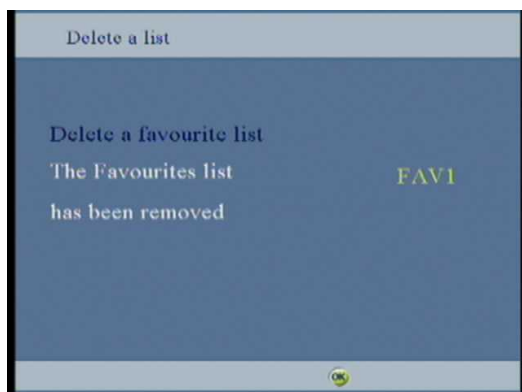 Delete a list
Delete a favourite list
The Favourites list FAV1
has been removed
OK